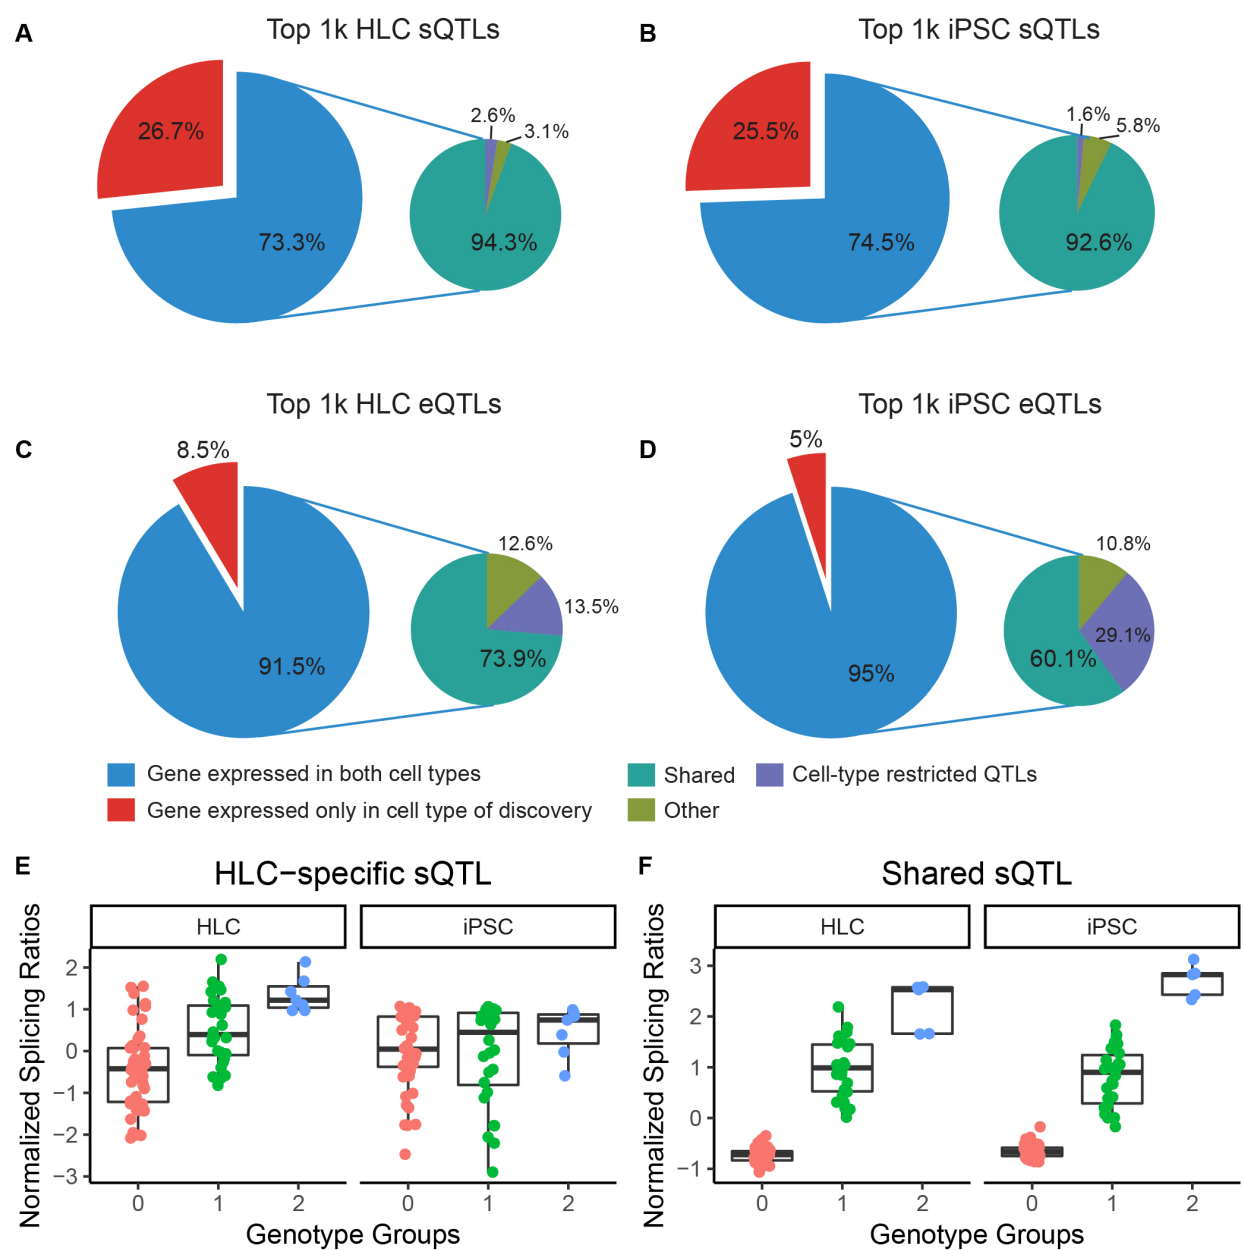 A
Top 1k HLC sQTLs
26.7%
73.3%
2.6%
3.1%
94.3%
B
Top 1k iPSC sQTLs
25.5%
74.5%
1.6%
5.8%
92.6%
C
Top 1k HLC eQTLs
8.5%
91.5%
12.6%
13.5%
73.9%
D
Top 1k iPSC eQTLs
5%
95%
10.8%
29.1%
60.1%
Gene expressed in both cell types
Gene expressed only in cell type of discovery
Shared
Cell-type restricted QTLs
Other
E
HLC−specific sQTL
HLC
iPSC
Normalized Splicing Ratios
2
1
0
−1
−2
−3
0
1
2
0
1
2
Genotype Groups
F
Shared sQTL
HLC
iPSC
Normalized Splicing Ratios
3
2
1
0
−1
0
1
2
0
1
2
Genotype Groups